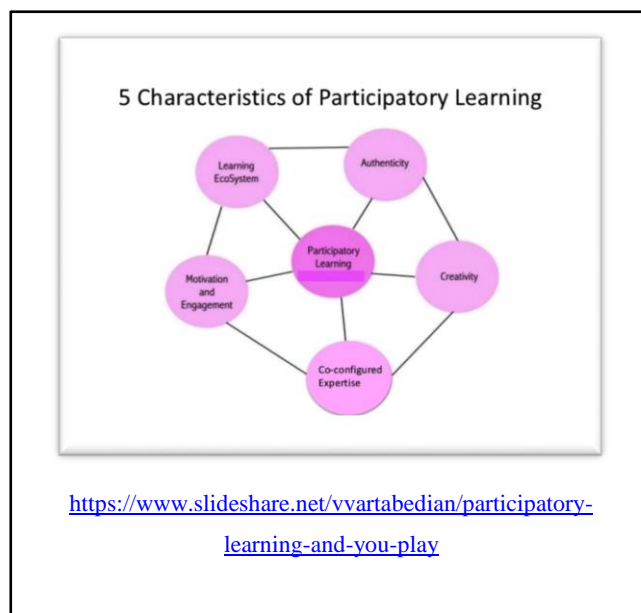 5 Characteristics of Participatory Learning
Learning
EcoSystem
Authenticity
Participatory
Learning
Motivation
and
Engagement
Creativity
Co-configured
Expertise
https://www.slideshare.net/vvartabedian/participatory-
learning-and-you-play